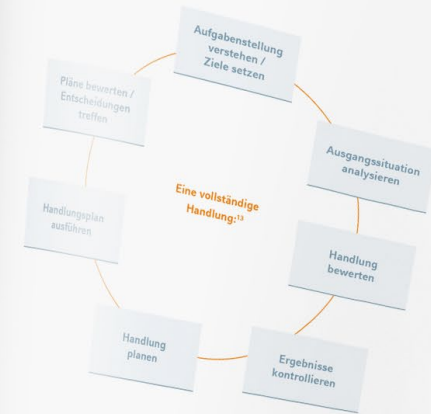 Aufgabenstellung
verstehen /
Ziele setzen
Ausgangssituation
analysieren
Handlung
bewerten
Ergebnisse
kontrollieren
Handlung
planen
Handlungsplan
ausführen
Pläne bewerten /
Entscheidungen
treffen
Eine vollständige
Handlung:¹³